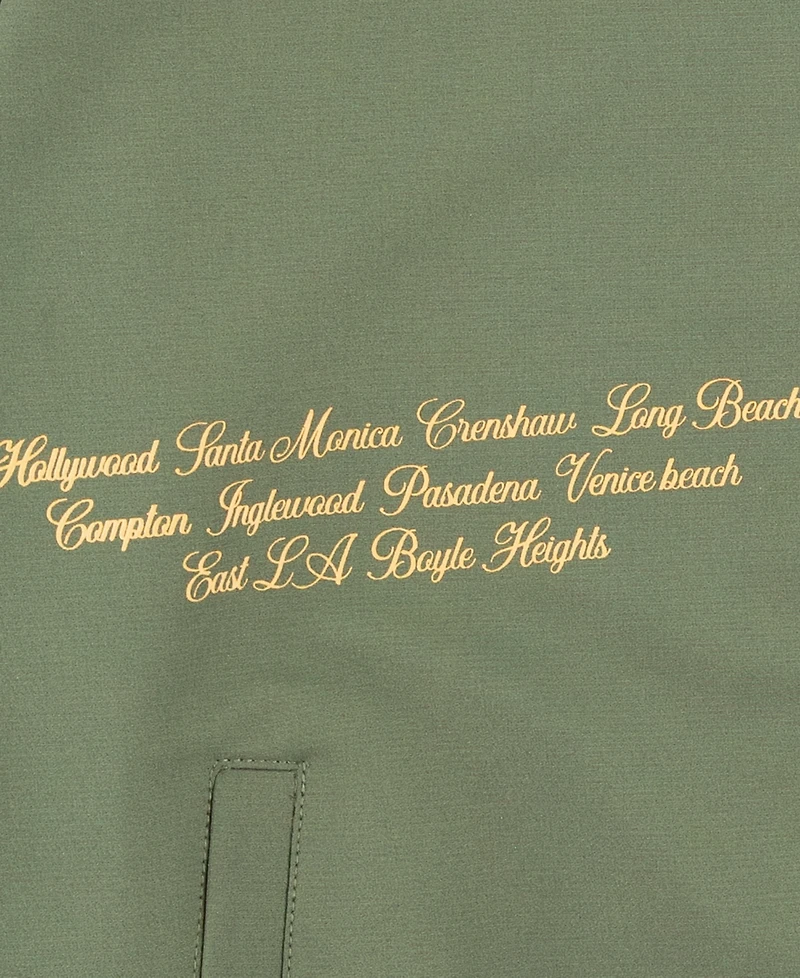 Hollywood Santa Monica Crenshaw Long Beach
Compton Inglewood Pasadena Venice beach
East LA Boyle Heights